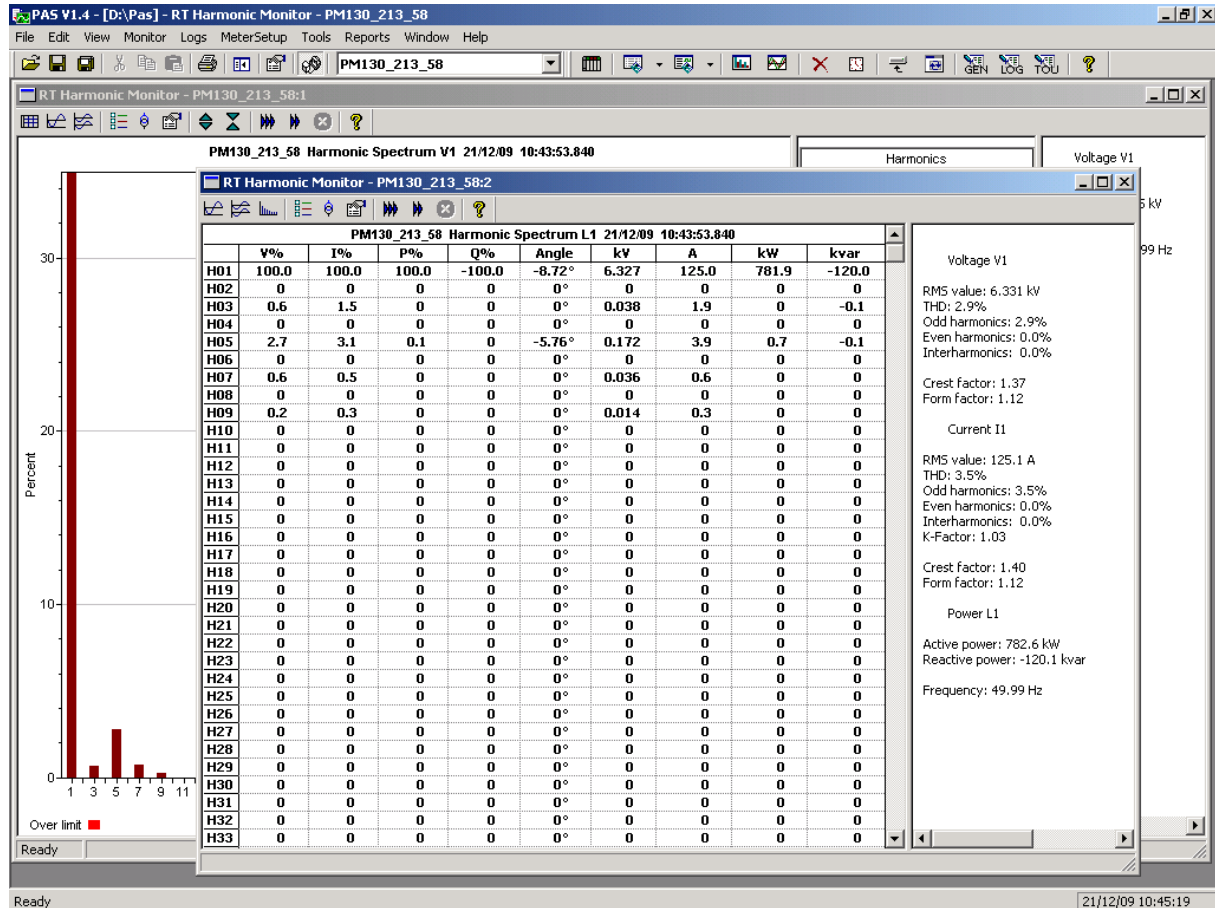 PAS V1.4 - [D:\Pas] - RT Harmonic Monitor - PM130_213_58
File Edit View Monitor Logs MeterSetup Tools Reports Window Help
PM130_213_58
GEN LOG TOU
RT Harmonic Monitor - PM130_213_58:1
PM130_213_58 Harmonic Spectrum V1 21/12/09 10:43:53.840
Harmonics
Voltage V1
kV
99 Hz
30
20
10
0
Percent
1 3 5 7 9 11
Over limit
Ready
RT Harmonic Monitor - PM130_213_58:2
PM130_213_58 Harmonic Spectrum L1 21/12/09 10:43:53.840
V% I% P% Q% Angle kV A kW kvar
H01 100.0 100.0 100.0 -100.0 -8.72° 6.327 125.0 781.9 -120.0
H02 0 0 0 0 0° 0 0 0 0
H03 0.6 1.5 0 0 0° 0.038 1.9 0 -0.1
H04 0 0 0 0 0° 0 0 0 0
H05 2.7 3.1 0.1 0 -5.76° 0.172 3.9 0.7 -0.1
H06 0 0 0 0 0° 0 0 0 0
H07 0.6 0.5 0 0 0° 0.036 0.6 0 0
H08 0 0 0 0 0° 0 0 0 0
H09 0.2 0.3 0 0 0° 0.014 0.3 0 0
H10 0 0 0 0 0° 0 0 0 0
H11 0 0 0 0 0° 0 0 0 0
H12 0 0 0 0 0° 0 0 0 0
H13 0 0 0 0 0° 0 0 0 0
H14 0 0 0 0 0° 0 0 0 0
H15 0 0 0 0 0° 0 0 0 0
H16 0 0 0 0 0° 0 0 0 0
H17 0 0 0 0 0° 0 0 0 0
H18 0 0 0 0 0° 0 0 0 0
H19 0 0 0 0 0° 0 0 0 0
H20 0 0 0 0 0° 0 0 0 0
H21 0 0 0 0 0° 0 0 0 0
H22 0 0 0 0 0° 0 0 0 0
H23 0 0 0 0 0° 0 0 0 0
H24 0 0 0 0 0° 0 0 0 0
H25 0 0 0 0 0° 0 0 0 0
H26 0 0 0 0 0° 0 0 0 0
H27 0 0 0 0 0° 0 0 0 0
H28 0 0 0 0 0° 0 0 0 0
H29 0 0 0 0 0° 0 0 0 0
H30 0 0 0 0 0° 0 0 0 0
H31 0 0 0 0 0° 0 0 0 0
H32 0 0 0 0 0° 0 0 0 0
H33 0 0 0 0 0° 0 0 0 0
Voltage V1
RMS value: 6.331 kV
THD: 2.9%
Odd harmonics: 2.9%
Even harmonics: 0.0%
Interharmonics: 0.0%
Crest factor: 1.37
Form factor: 1.12
Current I1
RMS value: 125.1 A
THD: 3.5%
Odd harmonics: 3.5%
Even harmonics: 0.0%
Interharmonics: 0.0%
K-Factor: 1.03
Crest factor: 1.40
Form factor: 1.12
Power L1
Active power: 782.6 kW
Reactive power: -120.1 kvar
Frequency: 49.99 Hz
Ready
21/12/09 10:45:19